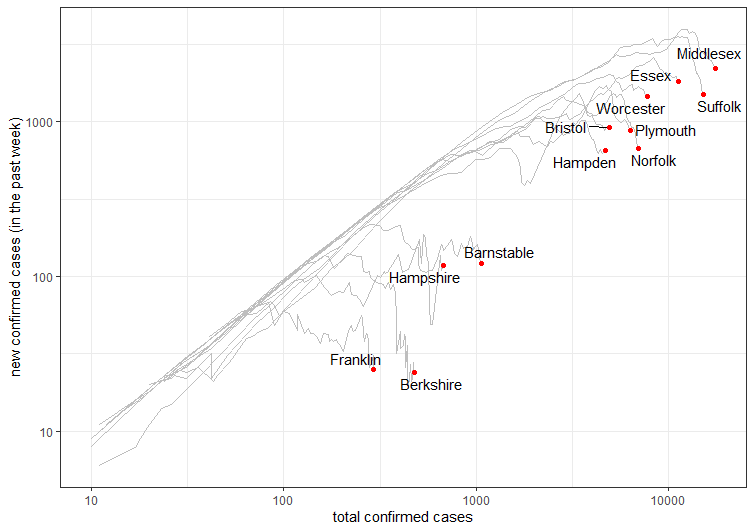 Middlesex
Essex
Worcester
Suffolk
Bristol
Plymouth
Hampden
Norfolk
Barnstable
Hampshire
Franklin
Berkshire
1000
100
10
new confirmed cases (in the past week)
10
100
1000
10000
total confirmed cases